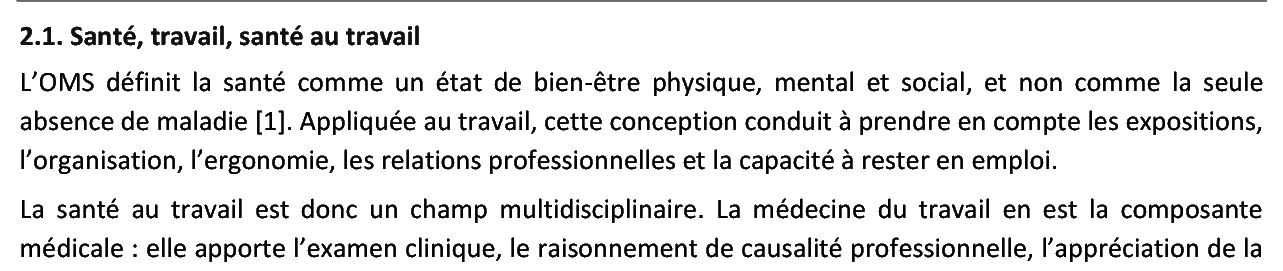 2.1. Santé, travail, santé au travail
L’OMS définit la santé comme un état de bien-être physique, mental et social, et non comme la seule
absence de maladie [1]. Appliquée au travail, cette conception conduit à prendre en compte les expositions,
l’organisation, l’ergonomie, les relations professionnelles et la capacité à rester en emploi.
La santé au travail est donc un champ multidisciplinaire. La médecine du travail en est la composante
médicale : elle apporte l’examen clinique, le raisonnement de causalité professionnelle, l’appréciation de la